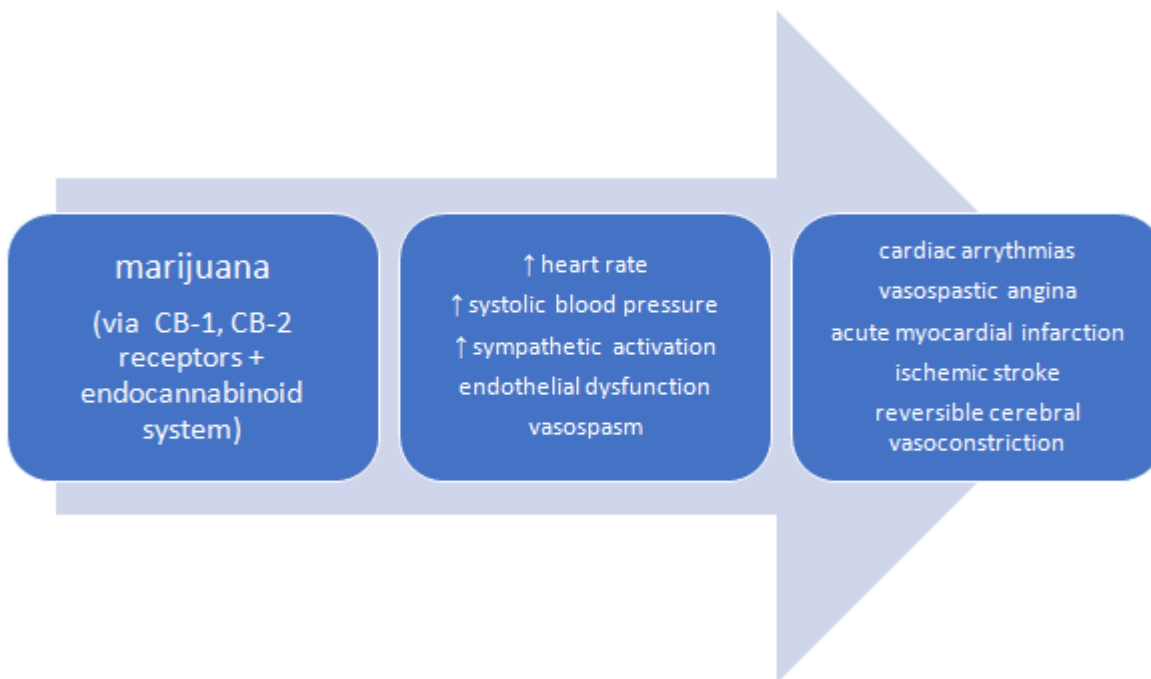 marijuana
(via CB-1, CB-2
receptors +
endocannabinoid
system)
↑ heart rate
↑ systolic blood pressure
↑ sympathetic activation
endothelial dysfunction
vasospasm
cardiac arrythmias
vasospastic angina
acute myocardial infarction
ischemic stroke
reversible cerebral
vasoconstriction